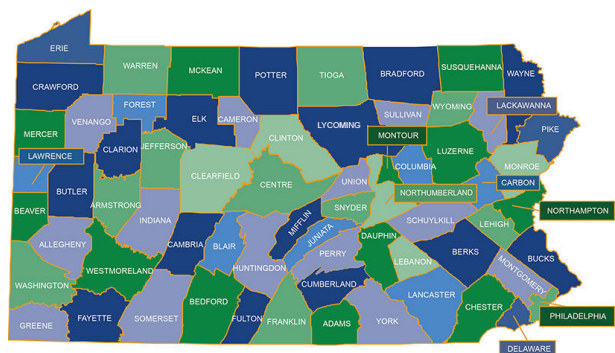 ERIE
WARREN
MCKEAN
POTTER
TIOGA
BRADFORD
SUSQUEHANNA
WAYNE
CRAWFORD
FOREST
ELK
CAMERON
SULLIVAN
WYOMING
LACKAWANNA
VENANGO
LYCOMING
MERCER
CLARION
JEFFERSON
CLINTON
MONTOUR
LUZERNE
PIKE
LAWRENCE
CLEARFIELD
CENTRE
UNION
COLUMBIA
MONROE
BUTLER
ARMSTRONG
NORTHUMBERLAND
CARBON
BEAVER
INDIANA
SNYDER
NORTHAMPTON
ALLEGHENY
CAMBRIA
BLAIR
MIFFLIN
JUNIATA
SCHUYLKILL
LEHIGH
HUNTINGDON
PERRY
DAUPHIN
BERKS
BUCKS
WESTMORELAND
LEBANON
MONTGOMERY
WASHINGTON
CUMBERLAND
LANCASTER
GREENE
FAYETTE
SOMERSET
BEDFORD
FULTON
FRANKLIN
ADAMS
YORK
CHESTER
PHILADELPHIA
DELAWARE